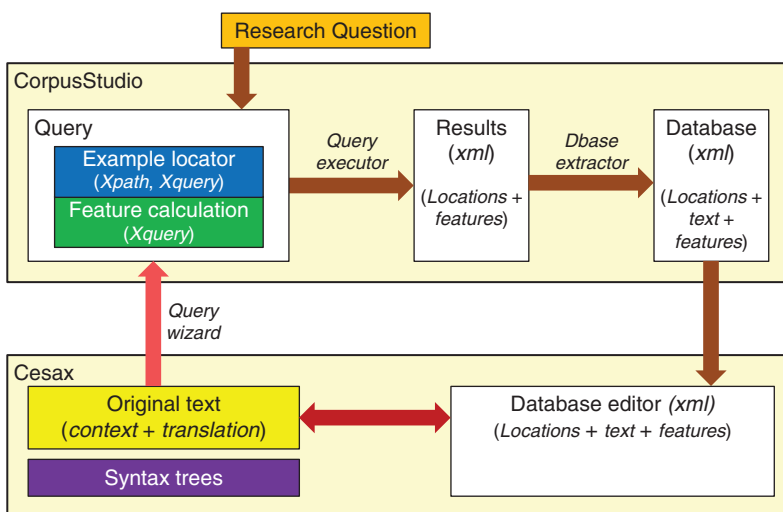 Research Question
CorpusStudio
Query
Example locator
(Xpath, Xquery)
Feature calculation
(Xquery)
Query
executor
Results
(xml)
(Locations +
features)
Dbase
extractor
Database
(xml)
(Locations +
text +
features)
Query
wizard
Cesax
Original text
(context + translation)
Syntax trees
Database editor (xml)
(Locations + text + features)